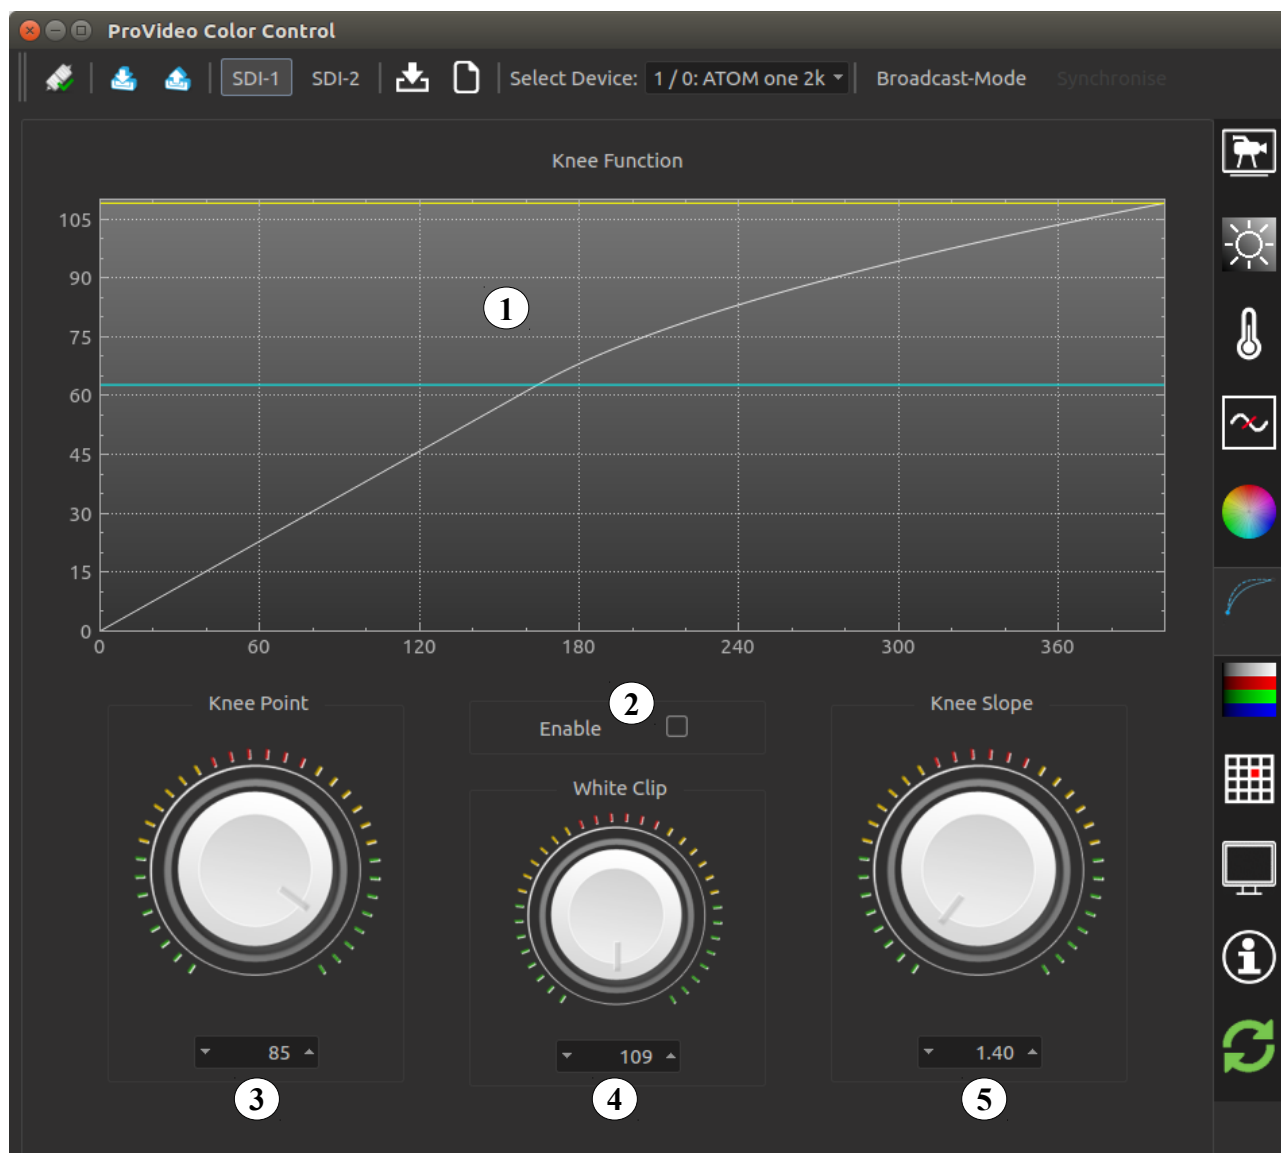 ProVideo Color Control
SDI-1 SDI-2 Select Device: 1 / 0: ATOM one 2k Broadcast-Mode Synchronise
Knee Function
105
90
75
60
45
30
15
0
0 60 120 180 240 300 360
1
Knee Point
2
Enable
Knee Slope
White Clip
85
109
1.40
3
4
5